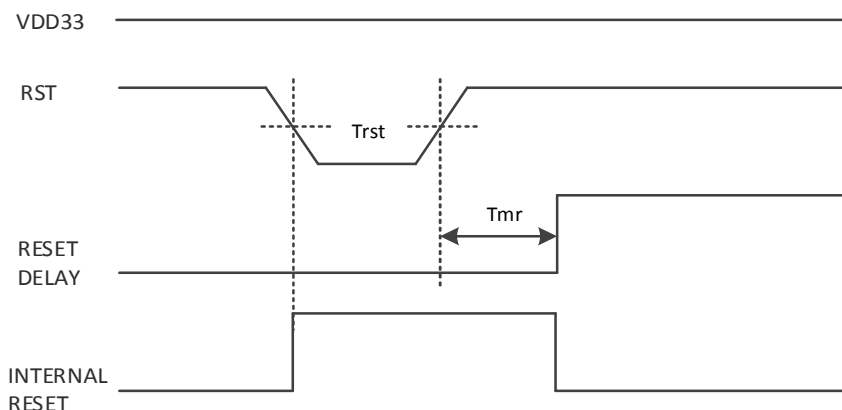 VDD33
RST
Trst
Tmr
RESET
DELAY
INTERNAL
RESET